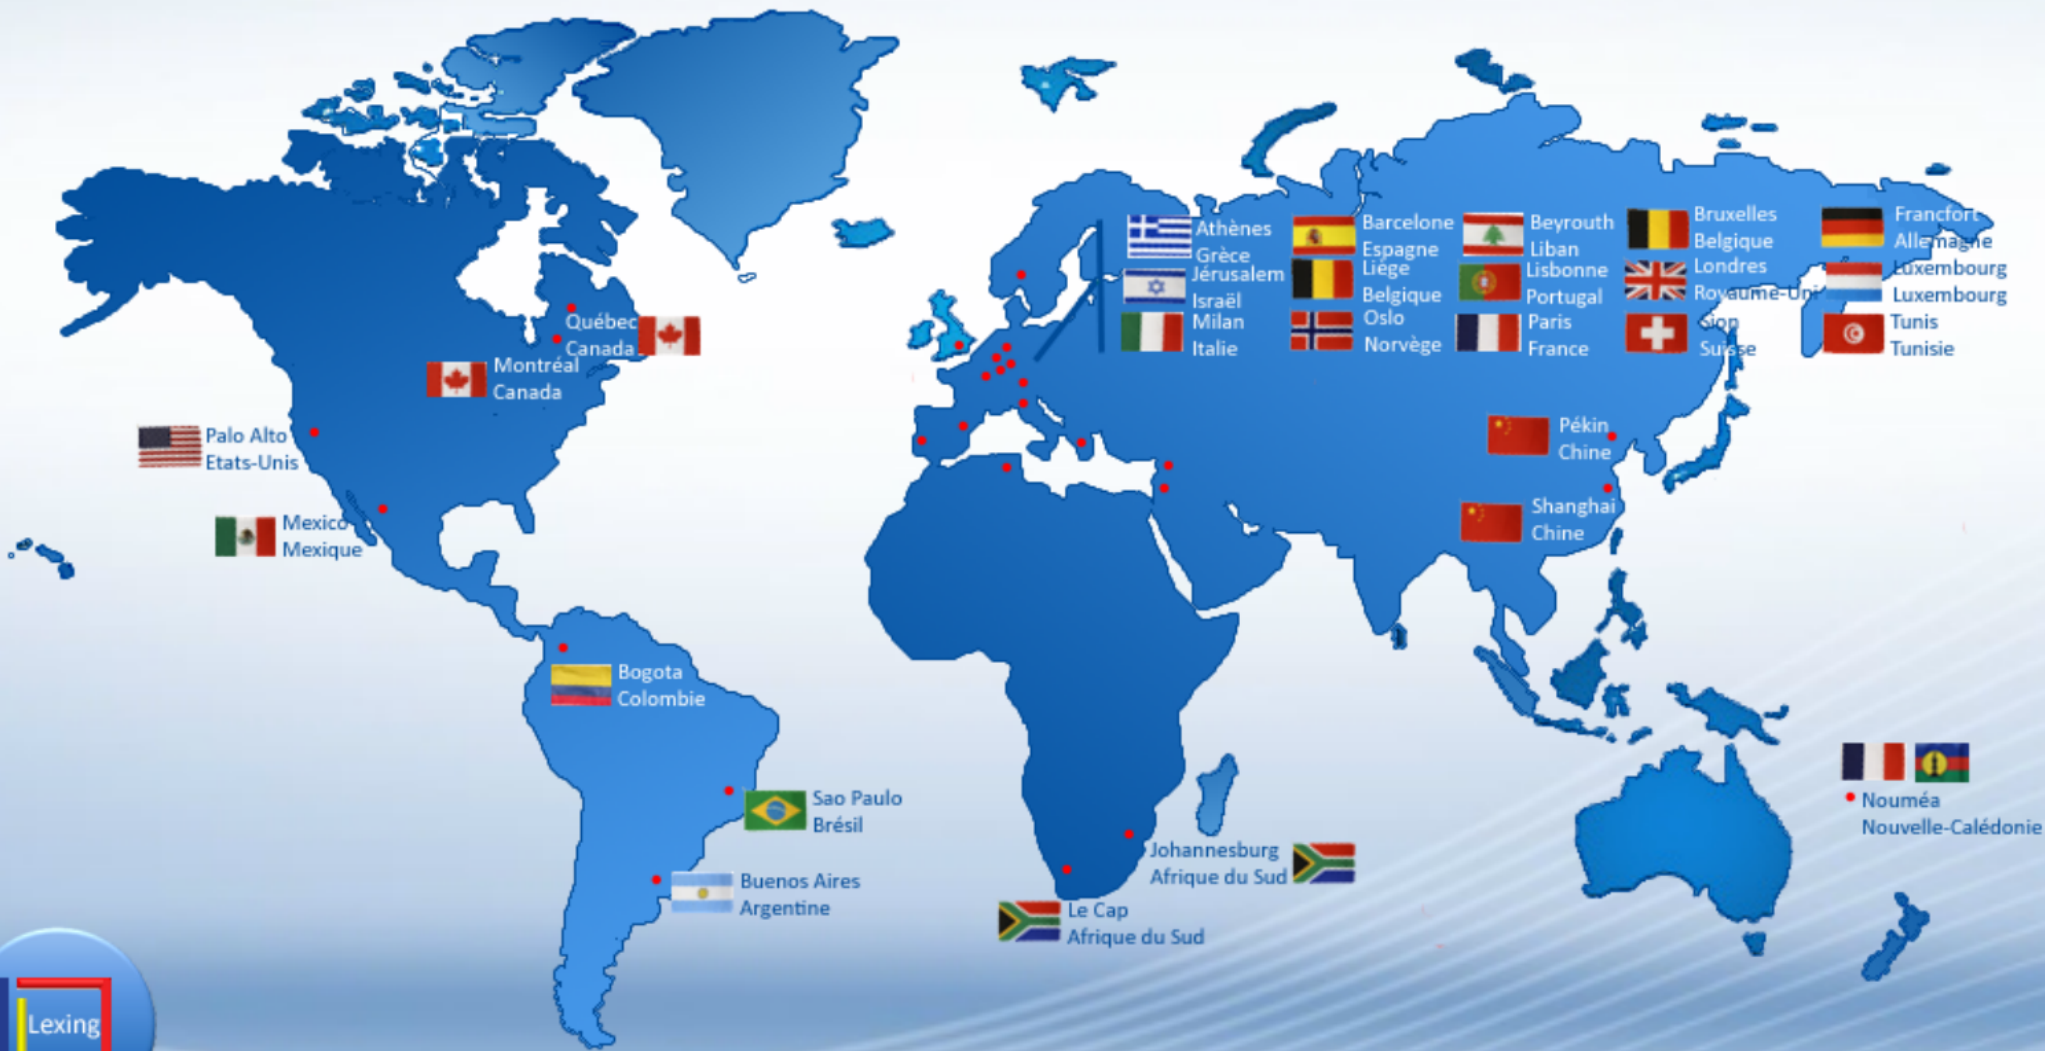 Athènes
Grèce
Barcelone
Espagne
Beyrouth
Liban
Bruxelles
Belgique
Francfort
Allemagne
Jérusalem
Israël
Liège
Belgique
Lisbonne
Portugal
Londres
Royaume-Uni
Luxembourg
Luxembourg
Milan
Italie
Oslo
Norvège
Paris
France
Sion
Suisse
Tunis
Tunisie
Québec
Canada
Montréal
Canada
Palo Alto
Etats-Unis
Mexico
Mexique
Pékin
Chine
Shanghai
Chine
Bogota
Colombie
Sao Paulo
Brésil
Buenos Aires
Argentine
Johannesburg
Afrique du Sud
Le Cap
Afrique du Sud
Nouméa
Nouvelle-Calédonie
Lexing